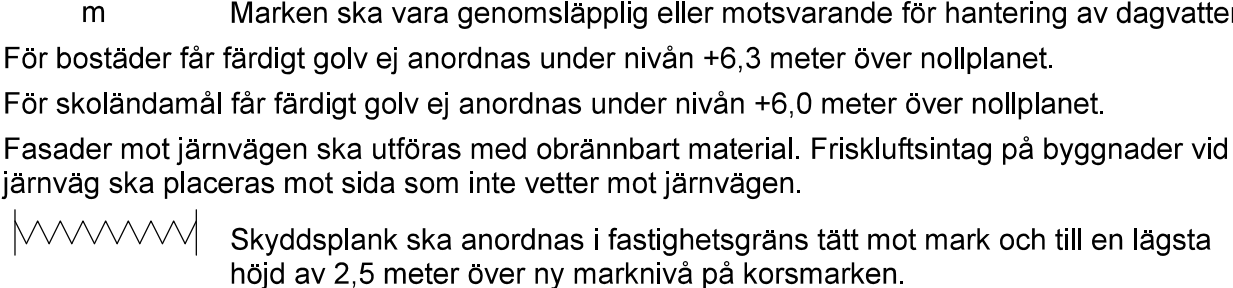 m Marken ska vara genomsläpplig eller motsvarande för hantering av dagvatten
För bostäder får färdigt golv ej anordnas under nivån +6,3 meter över nollplanet.
För skoländamål får färdigt golv ej anordnas under nivån +6,0 meter över nollplanet.
Fasader mot järnvägen ska utföras med obrännbart material. Friskluftsintag på byggnader vid
järnväg ska placeras mot sida som inte vetter mot järnvägen.
Skyddsplank ska anordnas i fastighetsgräns tätt mot mark och till en lägsta
höjd av 2,5 meter över ny marknivå på korsmarken.